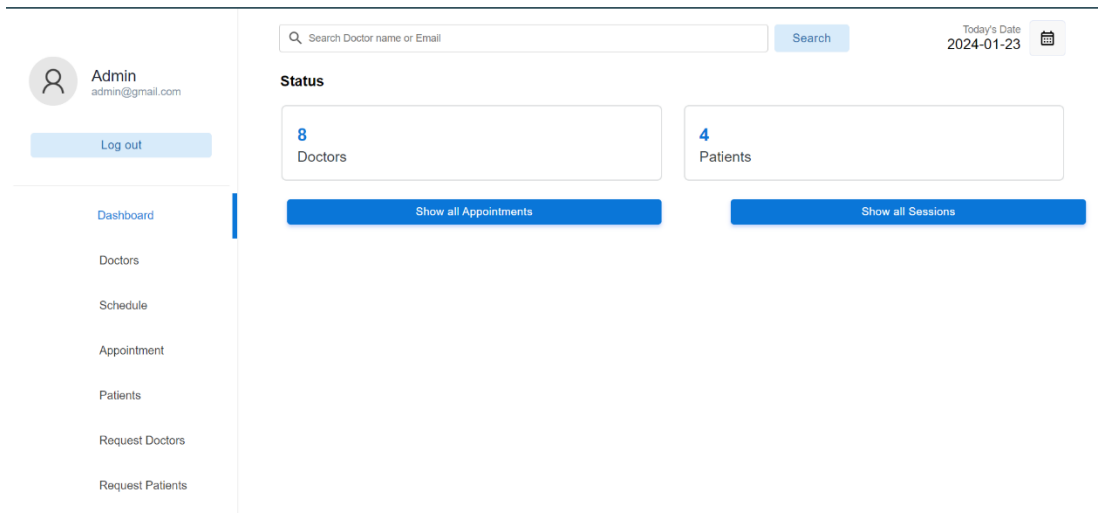 Admin
admin@gmail.com
Log out
Dashboard
Doctors
Schedule
Appointment
Patients
Request Doctors
Request Patients
Search Doctor name or Email
Search
Today's Date
2024-01-23
Status
8
Doctors
4
Patients
Show all Appointments
Show all Sessions